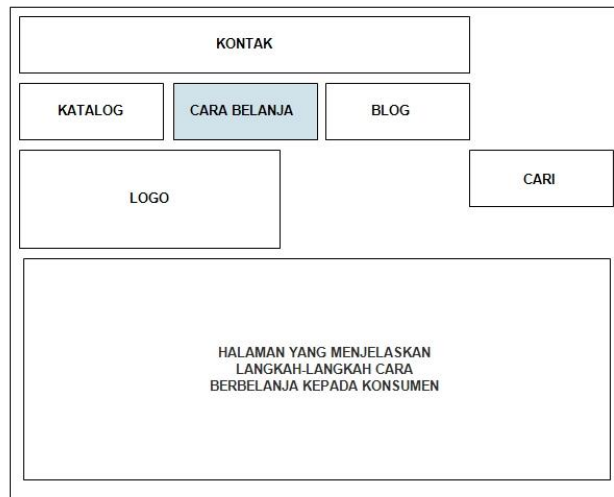 KONTAK
KATALOG
CARA BELANJA
BLOG
LOGO
CARI
HALAMAN YANG MENJELASKAN
LANGKAH-LANGKAH CARA
BERBELANJA KEPADA KONSUMEN